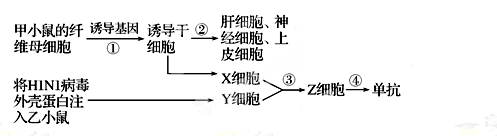 甲小鼠的纤
维母细胞
诱导基因
①
诱导干
细胞
②
肝细胞、神
经细胞、上
皮细胞
将H1N1病毒
外壳蛋白注
入乙小鼠
X细胞
Y细胞
③
Z细胞
④
单抗